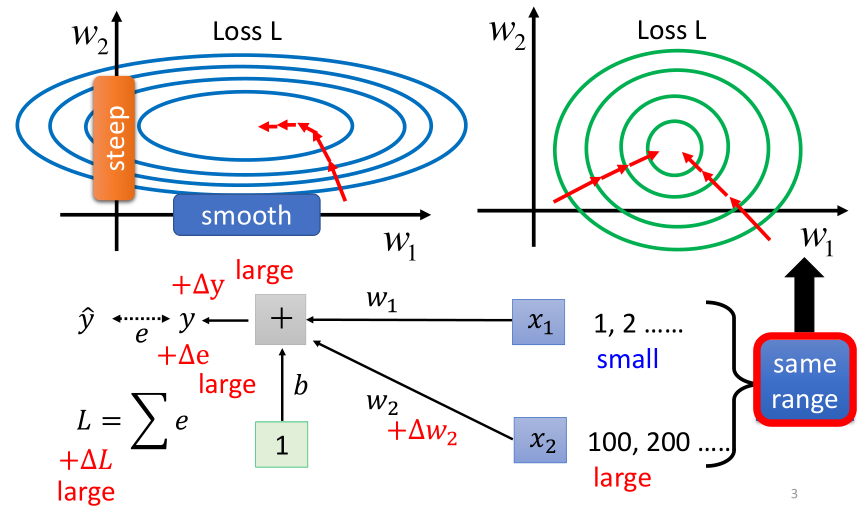 w₂
Loss L
steep
smooth
w₁
w₂
Loss L
w₁
large
+Δy
ŷ
e
y
+
+Δe
large
w₁
x₁
1, 2 ……
small
same
range
b
w₂
+Δw₂
1
x₂
100, 200 …..
large
L = ∑ e
+ΔL
large
3